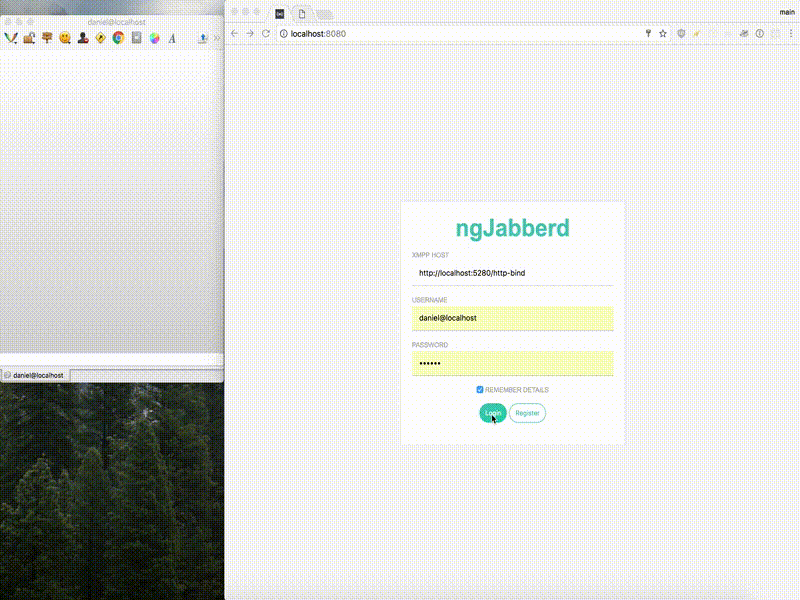 daniel@localhost
main
localhost:8080
ngJabberd
XMPP HOST
http://localhost:5280/http-bind
USERNAME
daniel@localhost
PASSWORD
••••••
REMEMBER DETAILS
Login
Register
daniel@localhost